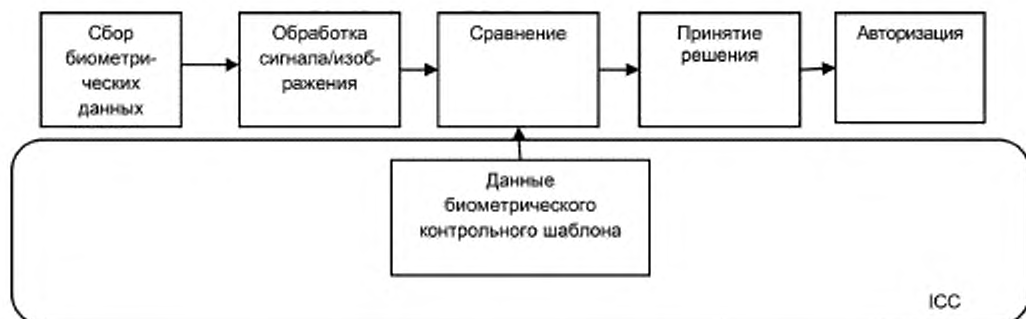 Сбор
биометри-
ческих
данных
Обработка
сигнала/изоб-
ражения
Сравнение
Принятие
решения
Авторизация
Данные
биометрического
контрольного шаблона
ICC